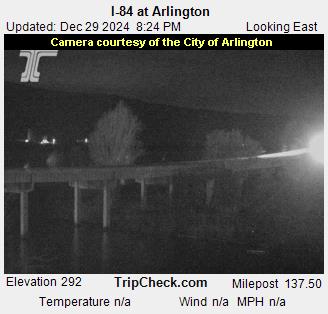 I-84 at Arlington
Updated: Dec 29 2024 8:24 PM Looking East
Camera courtesy of the City of Arlington
Elevation 292 TripCheck.com Milepost 137.50
Temperature n/a Wind n/a MPH n/a